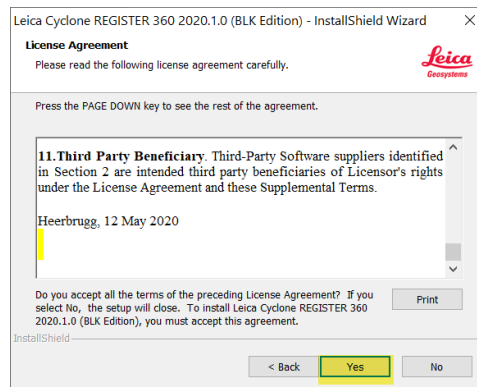 Leica Cyclone REGISTER 360 2020.1.0 (BLK Edition) - InstallShield Wizard
License Agreement
Please read the following license agreement carefully.
Leica
Geosystems
Press the PAGE DOWN key to see the rest of the agreement.
11.Third Party Beneficiary. Third-Party Software suppliers identified
in Section 2 are intended third party beneficiaries of Licensor's rights
under the License Agreement and these Supplemental Terms.
Heerbrugg, 12 May 2020
Do you accept all the terms of the preceding License Agreement? If you
select No, the setup will close. To install Leica Cyclone REGISTER 360
2020.1.0 (BLK Edition), you must accept this agreement.
Print
InstallShield
< Back
Yes
No